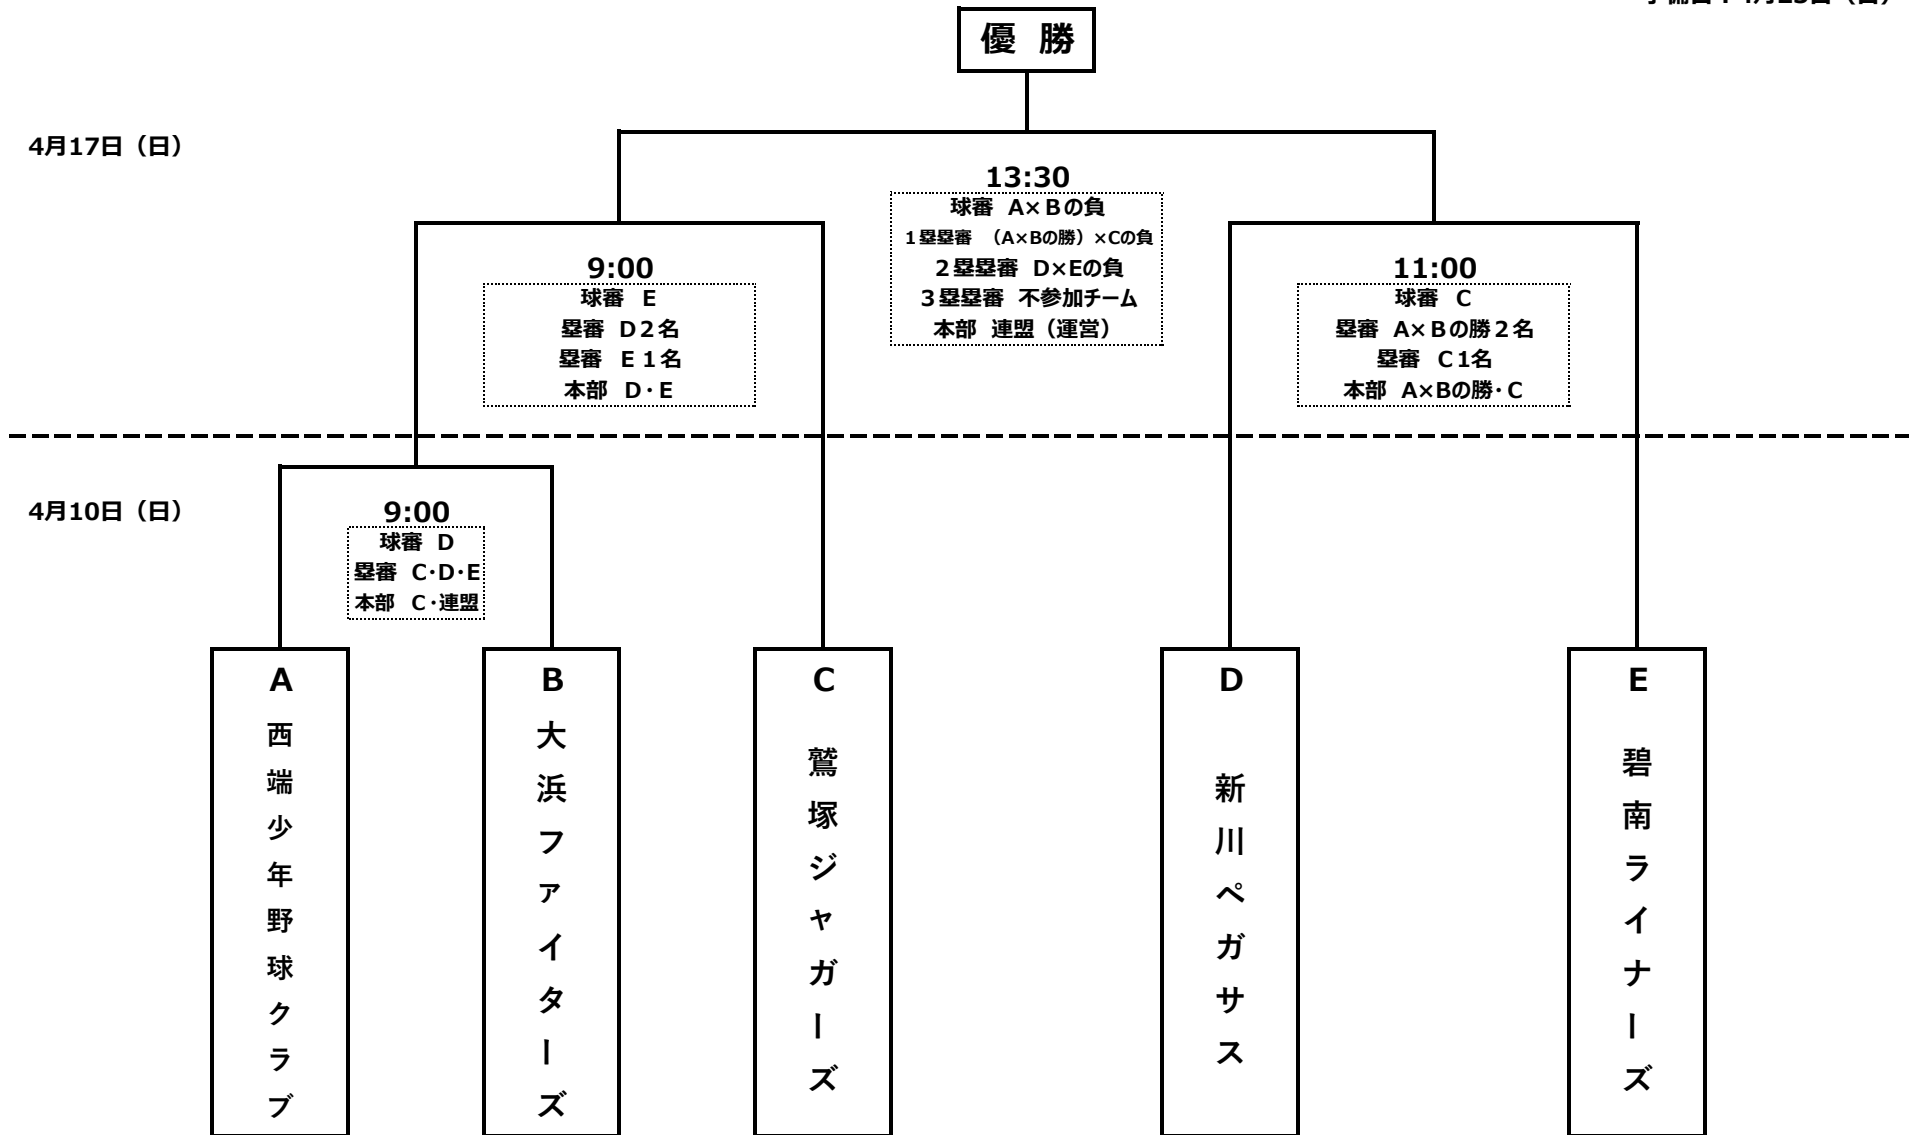 優 勝
4月17日（日）
13:30
球審 A×Bの負
１塁塁審 （A×Bの勝）×Cの負
２塁塁審 D×Eの負
３塁塁審 不参加チーム
本部 連盟（運営）
9:00
球審 E
塁審 D２名
塁審 E１名
本部 D・E
11:00
球審 C
塁審 A×Bの勝２名
塁審 C1名
本部 A×Bの勝・C
4月10日（日）
9:00
球審 D
塁審 C・D・E
本部 C・連盟
A
西端少年野球クラブ
B
大浜ファイターズ
C
鷲塚ジャガーズ
D
新川ペガサス
E
碧南ライナーズ